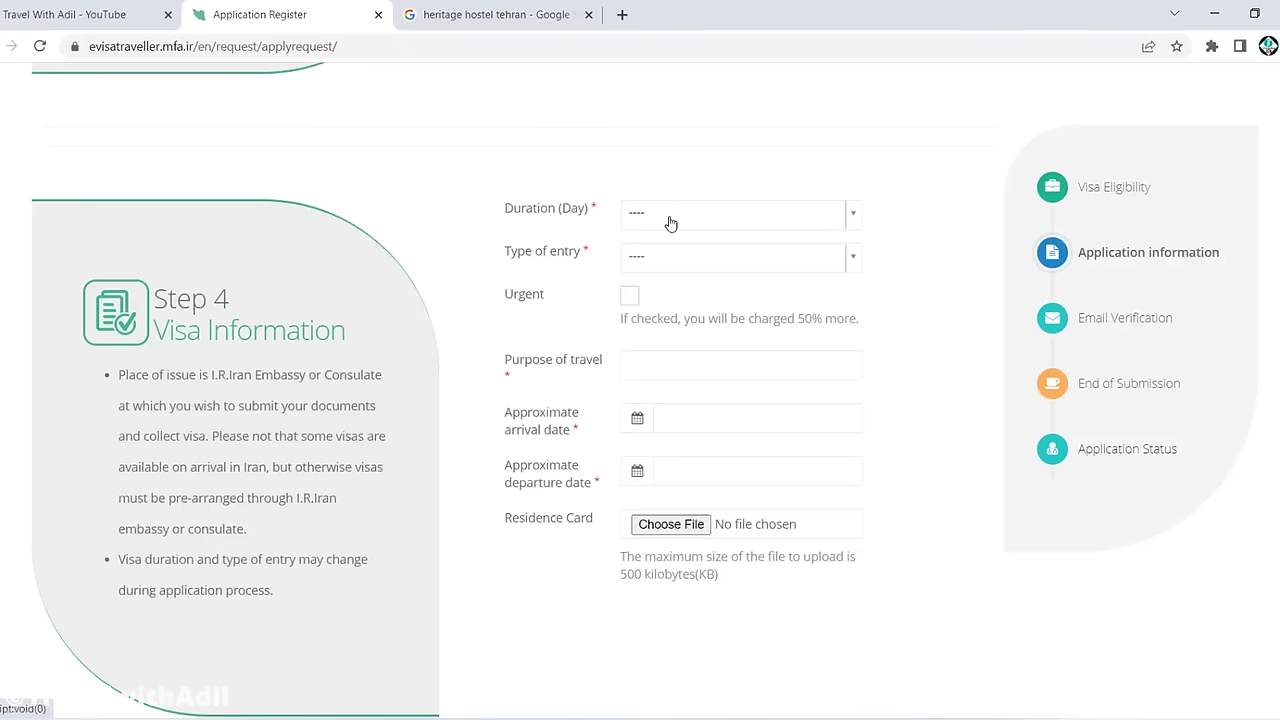 Travel With Adil - YouTube
Application Register
heritage hostel tehran - Google
evisatraveller.mfa.ir/en/request/applyrequest/
Step 4
Visa Information
Place of issue is I.R.Iran Embassy or Consulate
at which you wish to submit your documents
and collect visa. Please not that some visas are
available on arrival in Iran, but otherwise visas
must be pre-arranged through I.R.Iran
embassy or consulate.
Visa duration and type of entry may change
during application process.
Duration (Day) *
----
Type of entry *
----
Urgent
If checked, you will be charged 50% more.
Purpose of travel
*
Approximate
arrival date *
Approximate
departure date *
Residence Card
Choose File No file chosen
The maximum size of the file to upload is
500 kilobytes(KB)
Visa Eligibility
Application information
Email Verification
End of Submission
Application Status
ipt:void(0)